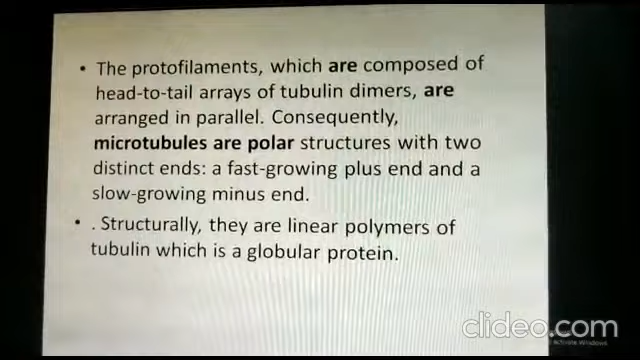 • The protofilaments, which are composed of
head-to-tail arrays of tubulin dimers, are
arranged in parallel. Consequently,
microtubules are polar structures with two
distinct ends: a fast-growing plus end and a
slow-growing minus end.
• . Structurally, they are linear polymers of
tubulin which is a globular protein.
clideo.com
Activate Windows